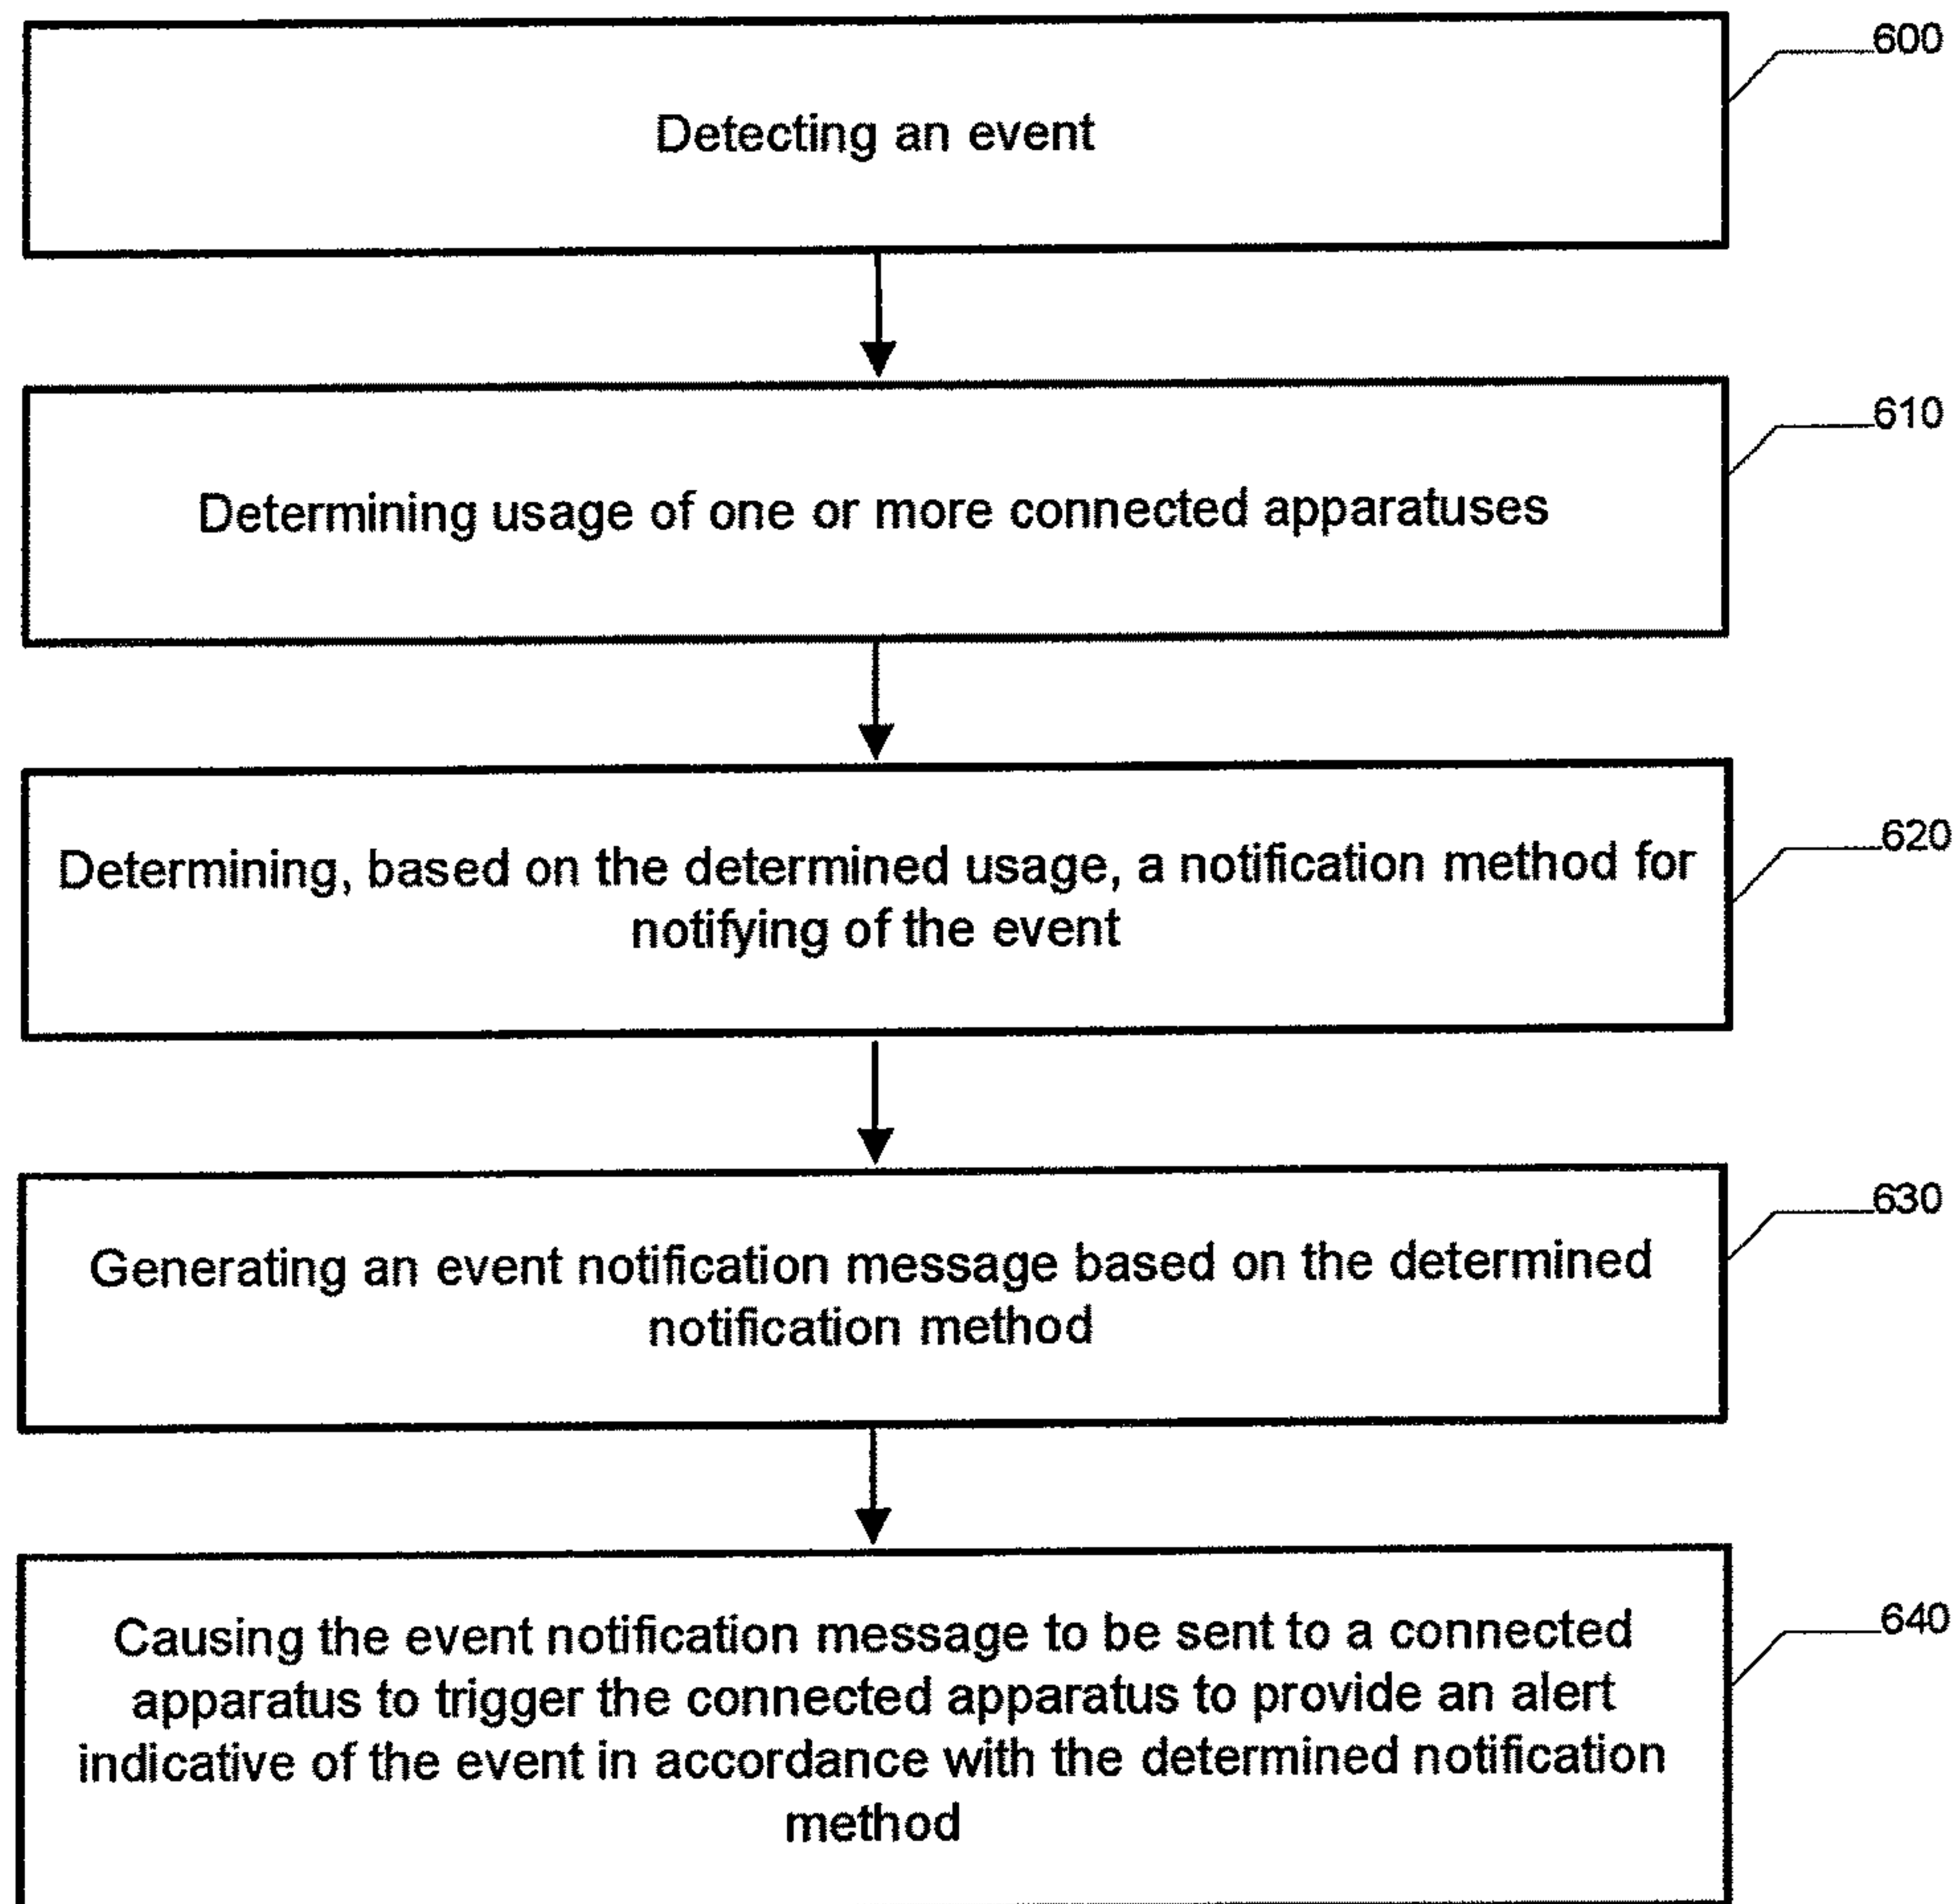 600
Detecting an event
610
Determining usage of one or more connected apparatuses
620
Determining, based on the determined usage, a notification method for
notifying of the event
630
Generating an event notification message based on the determined
notification method
640
Causing the event notification message to be sent to a connected
apparatus to trigger the connected apparatus to provide an alert
indicative of the event in accordance with the determined notification
method